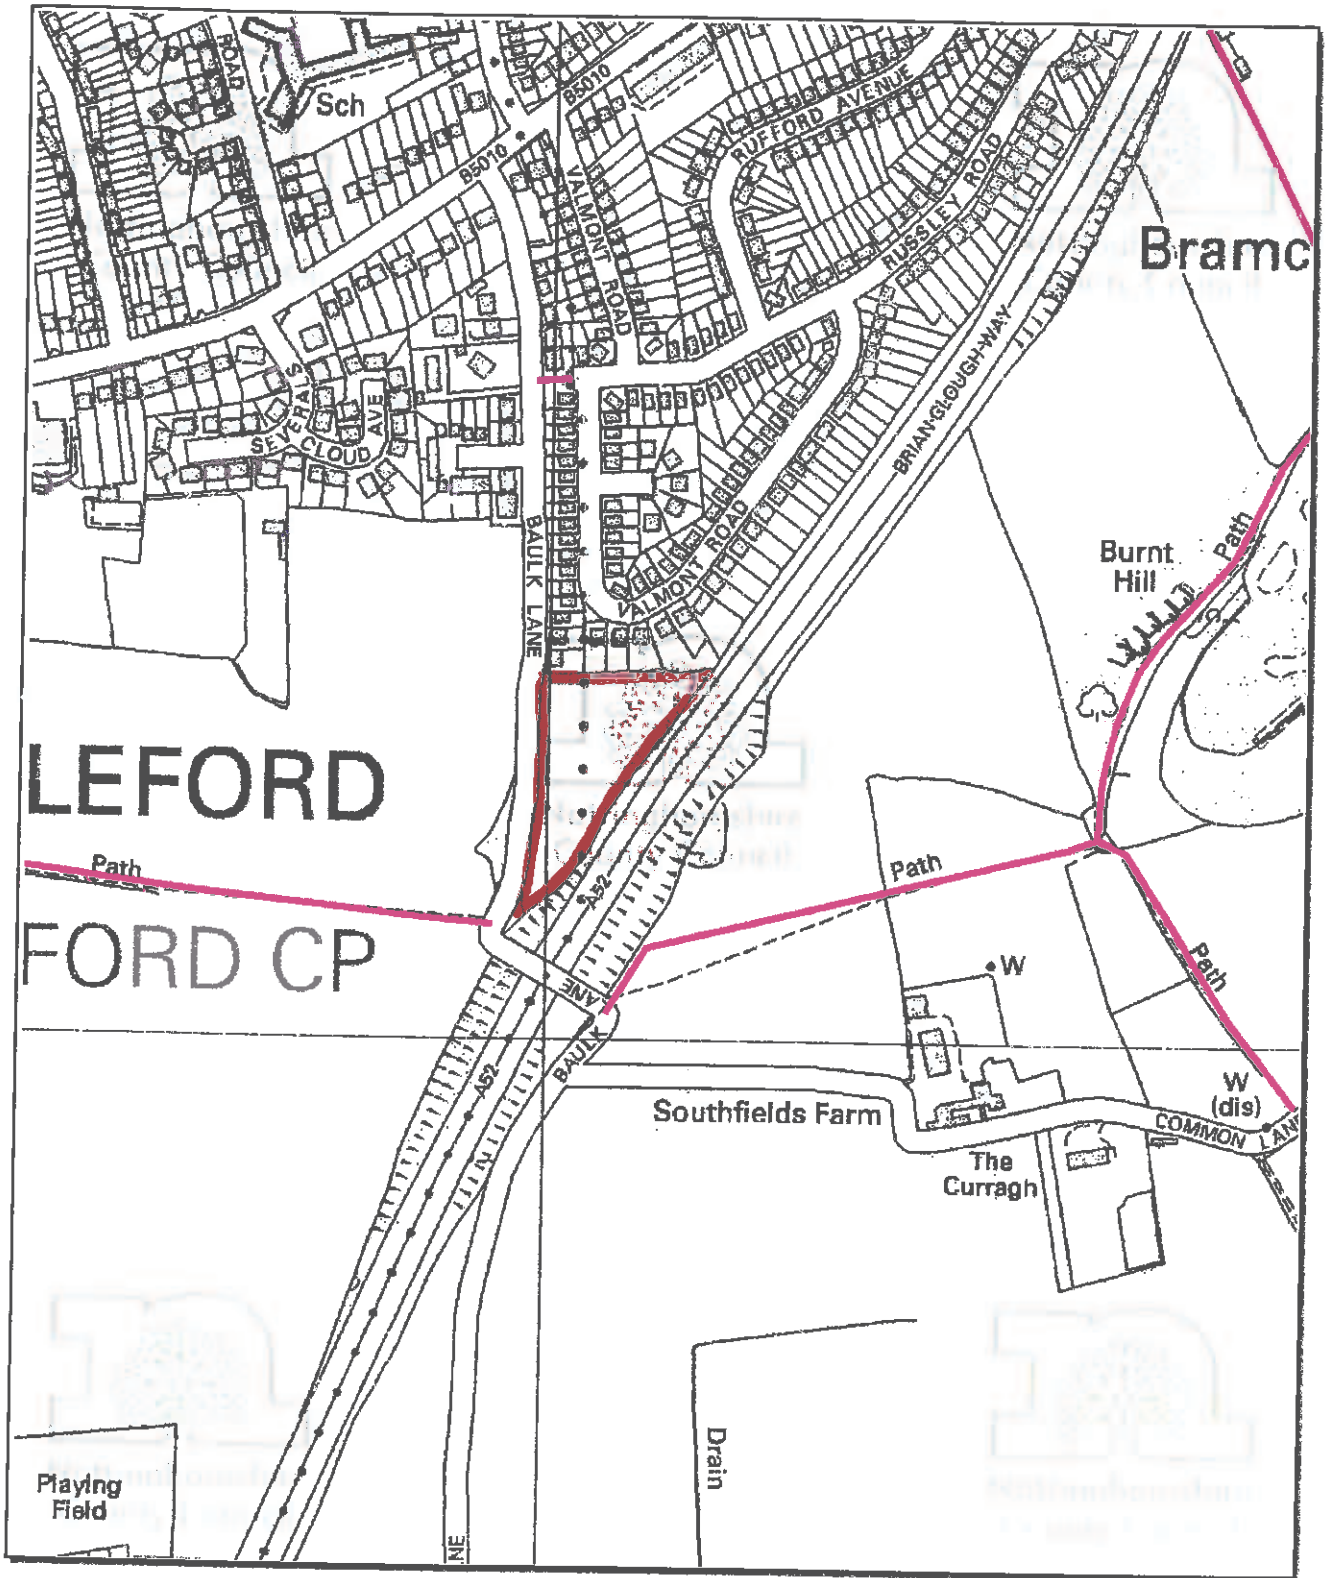 ROAD
Sch
B5010
B5010
VALMONT ROAD
RUFFORD AVENUE
RUSSLEY ROAD
Bramc
BRIAN CLOUGH WAY
SEVERALS
CLOUD AVE
BAULK LANE
VALMONT ROAD
Burnt
Hill
Path
LEFORD
Path
FORD CP
Path
A52
W
Path
LANE
BAULK
A52
Southfields Farm
W
(dis)
COMMON LANE
The
Curragh
Drain
Playing
Field
NE